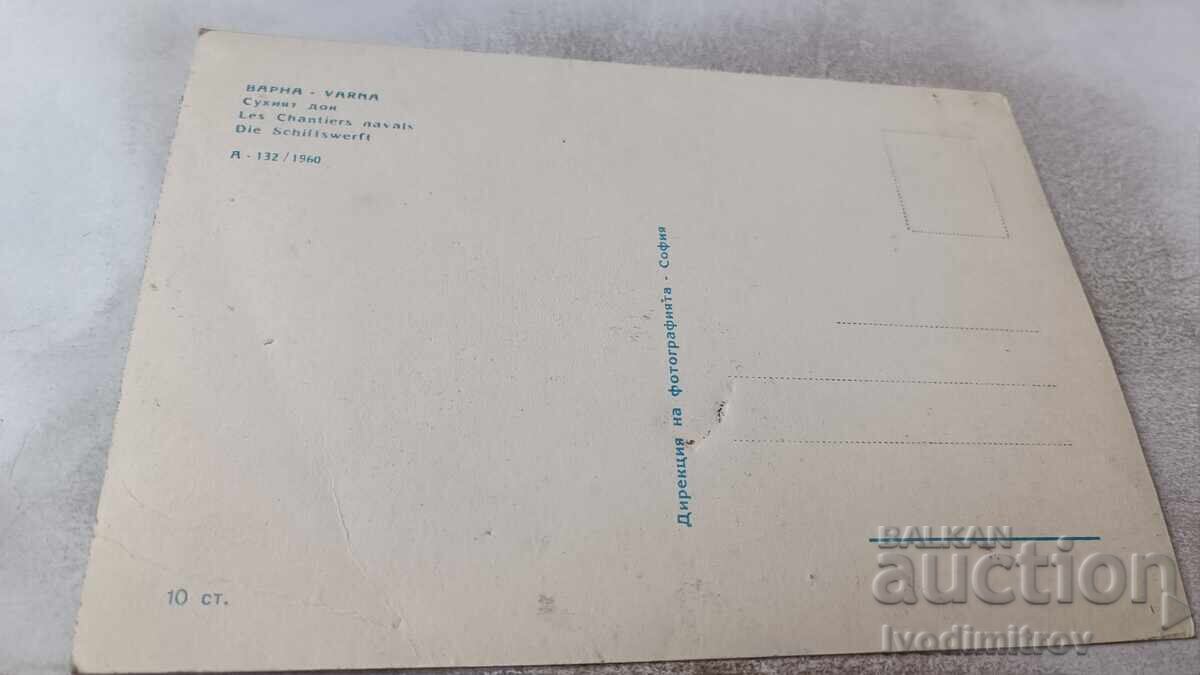 ВАРНА - VARNA
Сухият док
Les Chantiers navals
Die Schiffswerft
А - 132 / 1960
Дирекция на фотографията - София
10 ст.
BALKAN
auction
Ivodimitrov